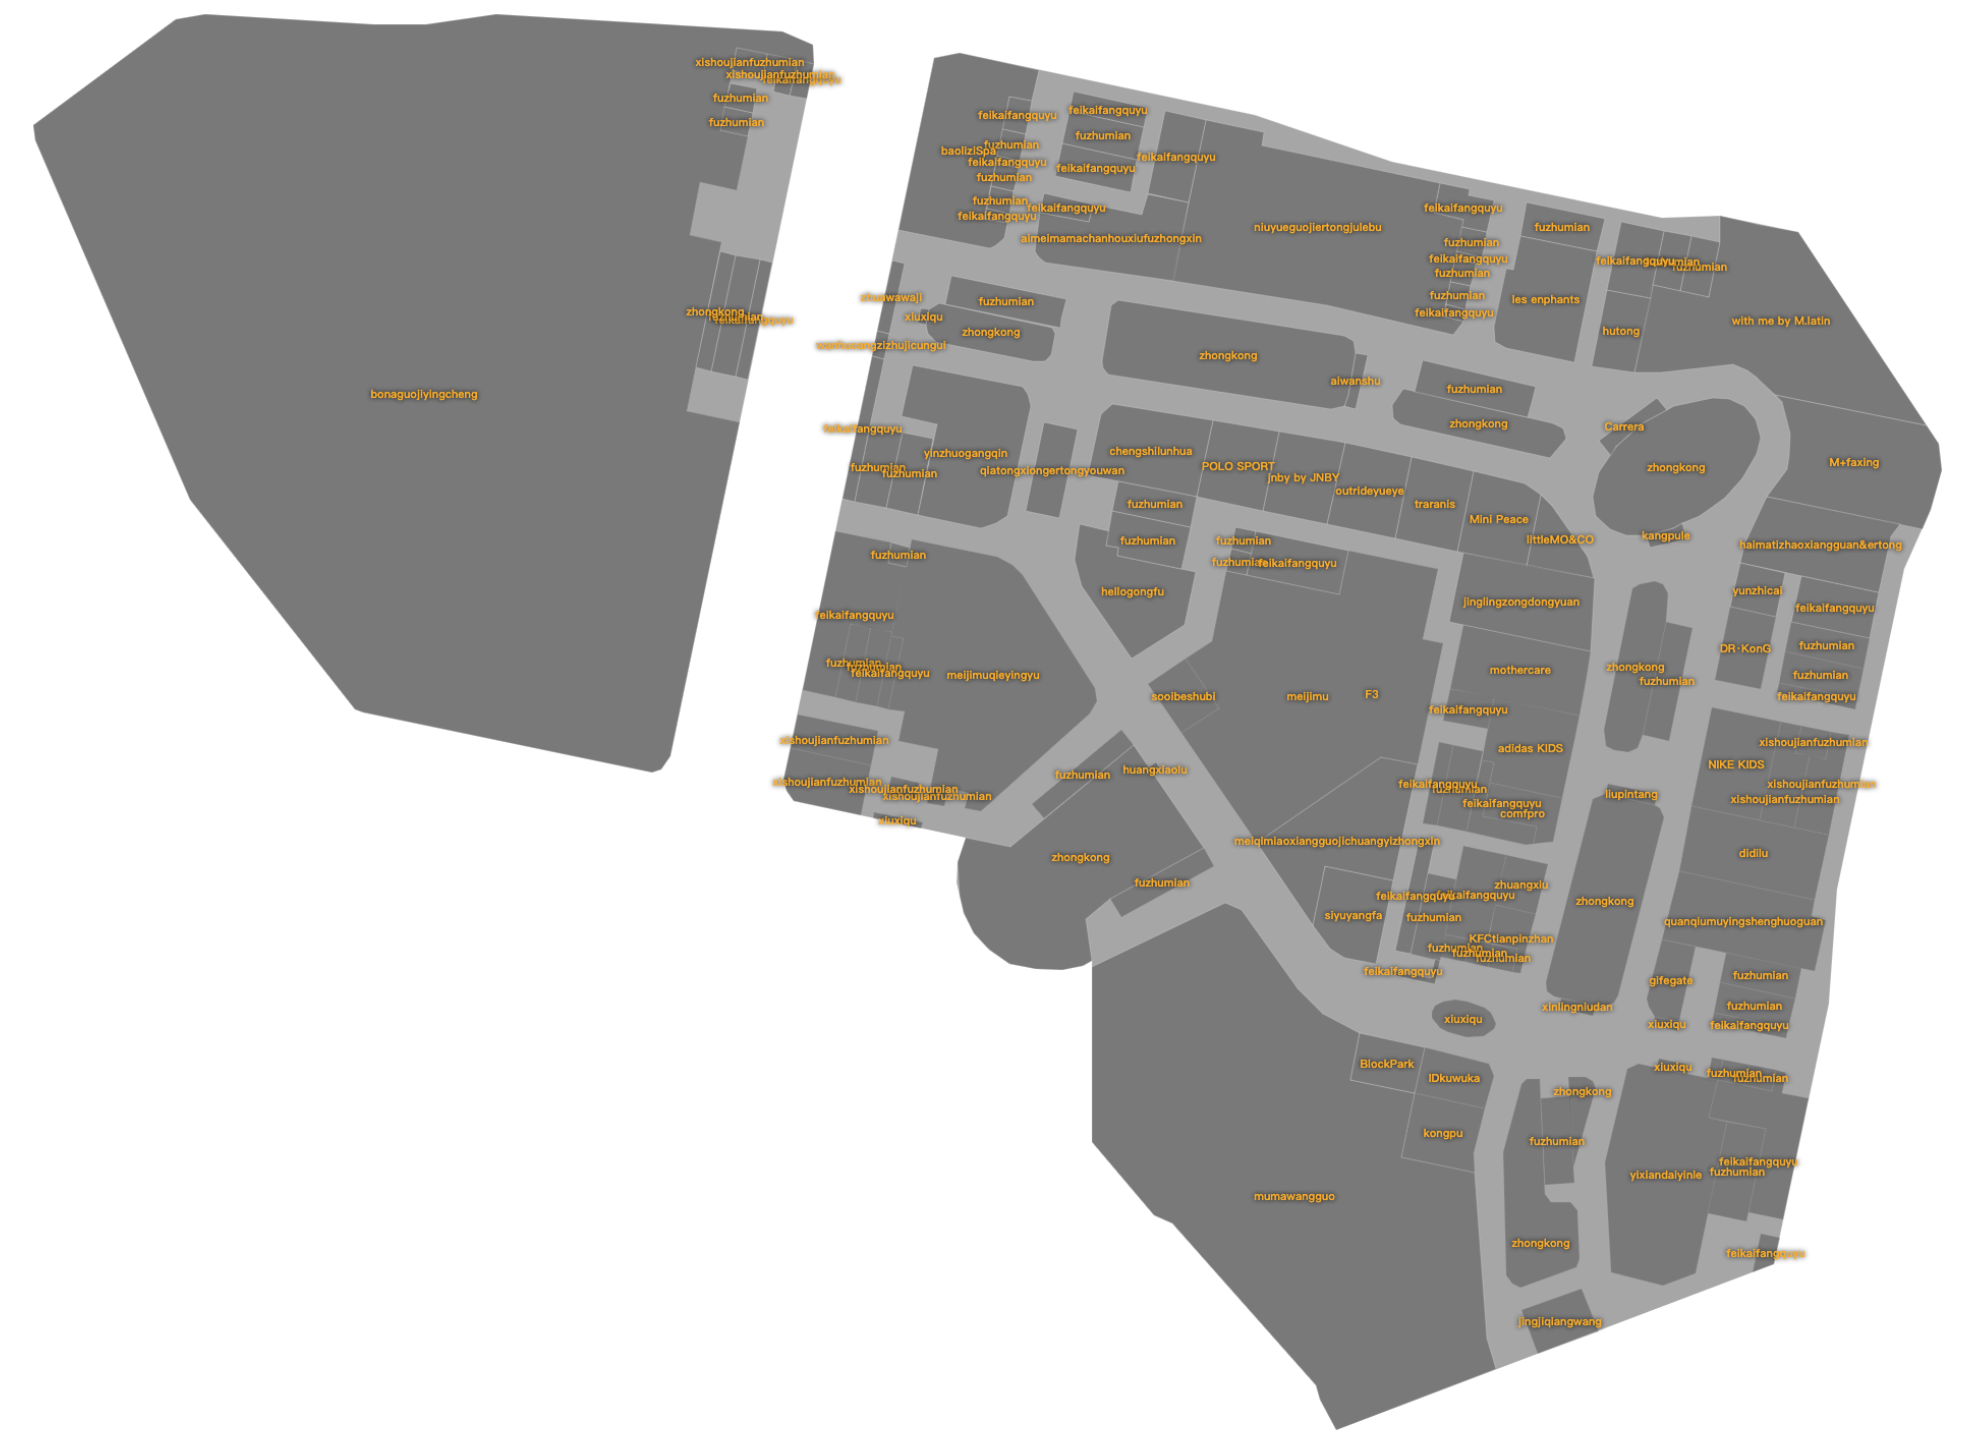 xishoujianfuzhumian
xishoujianfuzhumian
feikaifangquyu
fuzhumian
fuzhumian
zhongkong
fuzhumian
feikaifangquyu
bonaguojiyingcheng
feikaifangquyu
fuzhumian
baoliziSpa
feikaifangquyu
fuzhumian
fuzhumian
feikaifangquyu
feikaifangquyu
fuzhumian
feikaifangquyu
feikaifangquyu
feikaifangquyu
aimeimamachanhouxiufuzhongxin
niuyueguojiertongjulebu
feikaifangquyu
fuzhumian
feikaifangquyu
fuzhumian
fuzhumian
feikaifangquyu
fuzhumian
les enphants
feikaifangquyu
fuzhumian
fuzhumian
hutong
with me by M.latin
zhuawawaji
xiuxiqu
fuzhumian
zhongkong
wanhuoangzizhujicungui
zhongkong
aiwanshu
fuzhumian
zhongkong
Carrera
zhongkong
M+faxing
feikaifangquyu
yinzhuogangqin
fuzhumian
fuzhumian
qiatongxiongertongyouwan
chengshilunhua
POLO SPORT
jnby by JNBY
outrideyueye
traranis
Mini Peace
littleMO&CO
kangpule
haimatizhaoxiangguan&ertong
fuzhumian
fuzhumian
fuzhumian
fuzhumian
fuzhumian
feikaifangquyu
hellogongfu
jinglingzongdongyuan
yunzhicai
feikaifangquyu
feikaifangquyu
fuzhumian
fuzhumian
feikaifangquyu
meijimuqieyingyu
sooibeshubi
meijimu
F3
mothercare
zhongkong
fuzhumian
DR·KonG
fuzhumian
fuzhumian
feikaifangquyu
feikaifangquyu
adidas KIDS
xishoujianfuzhumian
xishoujianfuzhumian
xishoujianfuzhumian
xishoujianfuzhumian
xiuxiqu
fuzhumian
huangxiaolu
feikaifangquyu
fuzhumian
feikaifangquyu
comfpro
liupintang
NIKE KIDS
xishoujianfuzhumian
xishoujianfuzhumian
xishoujianfuzhumian
zhongkong
fuzhumian
meiqimiaoxiangguojichuangyizhongxin
didilu
siyuyangfa
feikaifangquyu
feikaifangquyu
zhuangxiu
fuzhumian
zhongkong
quanqiumuyingshenghuoguan
KFCtianpinzhan
fuzhumian
fuzhumian
fuzhumian
feikaifangquyu
gifegate
fuzhumian
fuzhumian
feikaifangquyu
xiuxiqu
xinlingniudan
xiuxiqu
BlockPark
IDkuwuka
kongpu
zhongkong
fuzhumian
xiuxiqu
fuzhumian
fuzhumian
feikaifangquyu
fuzhumian
yixiandaiyinle
mumawangguo
zhongkong
feikaifangquyu
jingjiqiangwang